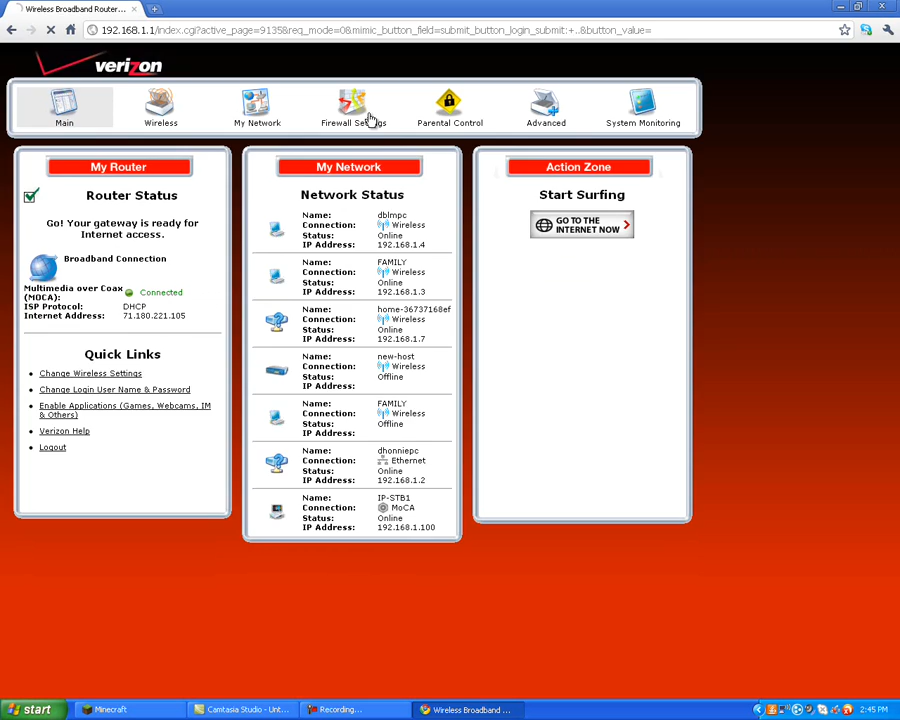 Wireless Broadband Router...
192.168.1.1/index.cgi?active_page=9135&req_mode=0&mimic_button_field=submit_button_login_submit:+..&button_value=
verizon
Main
Wireless
My Network
Firewall Settings
Parental Control
Advanced
System Monitoring
My Router
Router Status
Go! Your gateway is ready for
Internet access.
Broadband Connection
Multimedia over Coax
(MOCA):
Connected
ISP Protocol: DHCP
Internet Address: 71.180.221.105
Quick Links
Change Wireless Settings
Change Login User Name & Password
Enable Applications (Games, Webcams, IM
& Others)
Verizon Help
Logout
My Network
Network Status
Name: dblmpc
Connection: Wireless
Status: Online
IP Address: 192.168.1.4
Name: FAMILY
Connection: Wireless
Status: Online
IP Address: 192.168.1.3
Name: home-36737168ef
Connection: Wireless
Status: Online
IP Address: 192.168.1.7
Name: new-host
Connection: Wireless
Status: Offline
IP Address:
Name: FAMILY
Connection: Wireless
Status: Offline
IP Address:
Name: dhonniepc
Connection: Ethernet
Status: Online
IP Address: 192.168.1.2
Name: IP-STB1
Connection: MoCA
Status: Online
IP Address: 192.168.1.100
Action Zone
Start Surfing
GO TO THE
INTERNET NOW
start
Minecraft
Camtasia Studio - Unt...
Recording...
Wireless Broadband ...
2:45 PM